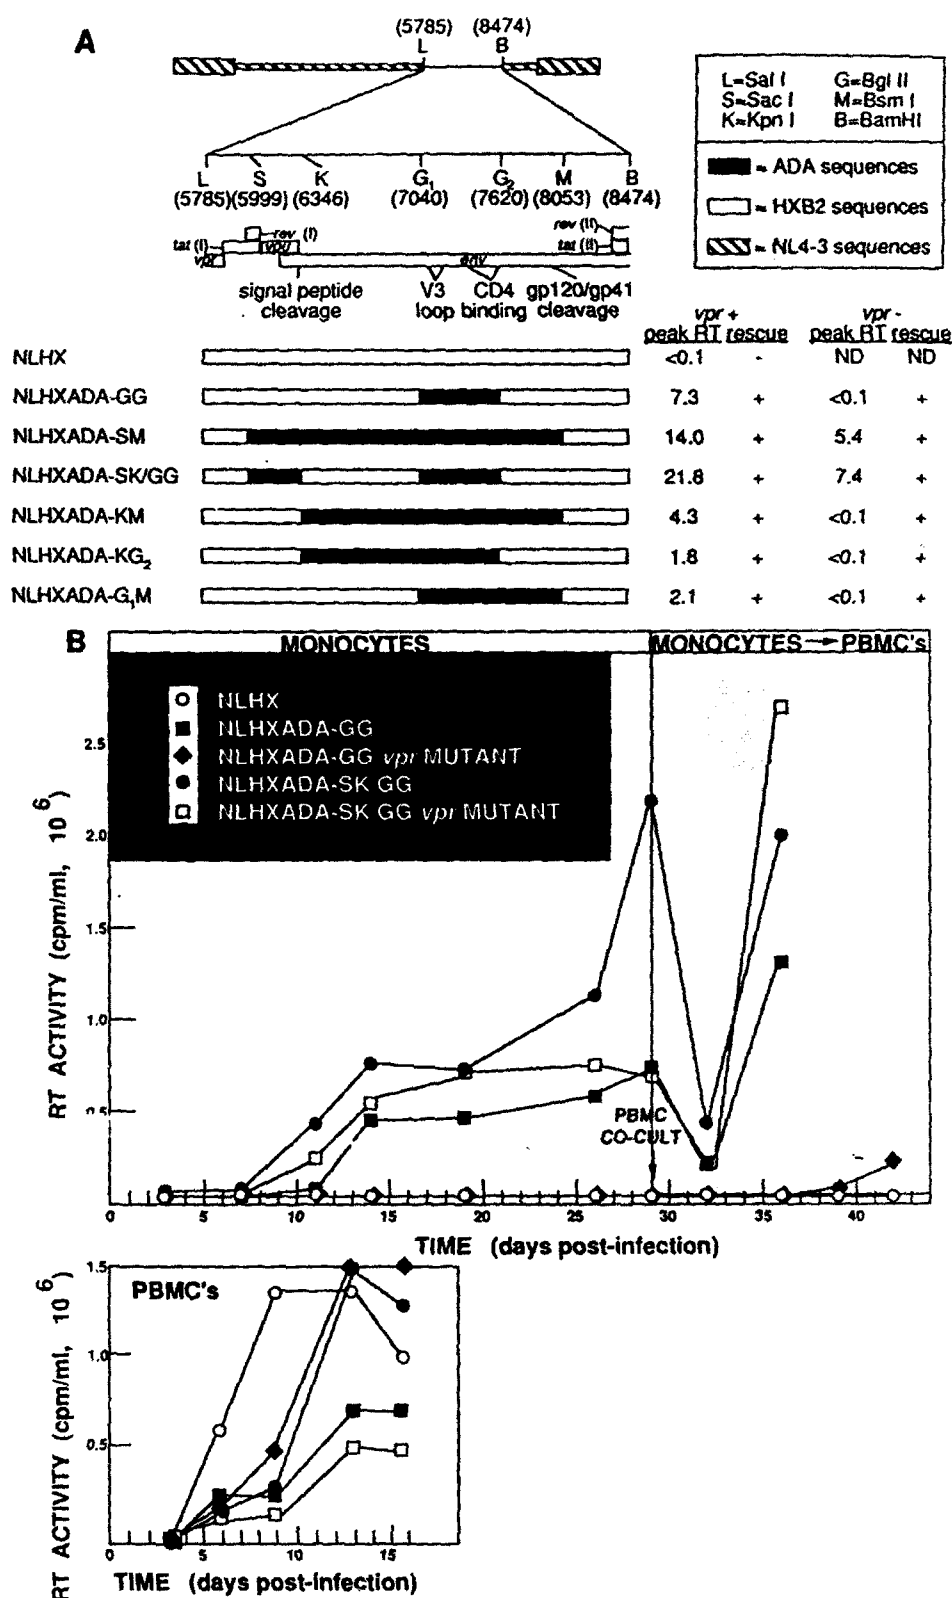 A
(5785) (8474)
L B
L=Sal I G=Bgl II
S=Sac I M=Bsm I
K=Kpn I B=BamHI
= ADA sequences
= HXB2 sequences
= NL4-3 sequences
L S K G1 G2 M B
(5785)(5999) (6346) (7040) (7620) (8053) (8474)
rev (I) rev (II)
tat (I) vpu tat (II)
vpr env
signal peptide cleavage
V3 loop
CD4 binding
gp120/gp41 cleavage
vpr + vpr -
peak RT rescue peak RT rescue
NLHX <0.1 - ND ND
NLHXADA-GG 7.3 + <0.1 +
NLHXADA-SM 14.0 + 5.4 +
NLHXADA-SK/GG 21.8 + 7.4 +
NLHXADA-KM 4.3 + <0.1 +
NLHXADA-KG2 1.8 + <0.1 +
NLHXADA-G1M 2.1 + <0.1 +
B
MONOCYTES MONOCYTES → PBMC's
NLHX
NLHXADA-GG
NLHXADA-GG vpr MUTANT
NLHXADA-SK GG
NLHXADA-SK GG vpr MUTANT
RT ACTIVITY (cpm/ml, 10 6)
2.5
2.0
1.5
1.0
0.5
PBMC
CO-CULT
0 5 10 15 20 25 30 35 40
TIME (days post-infection)
PBMC's
RT ACTIVITY (cpm/ml, 10 6)
1.5
1.0
0.5
0 5 10 15
TIME (days post-infection)